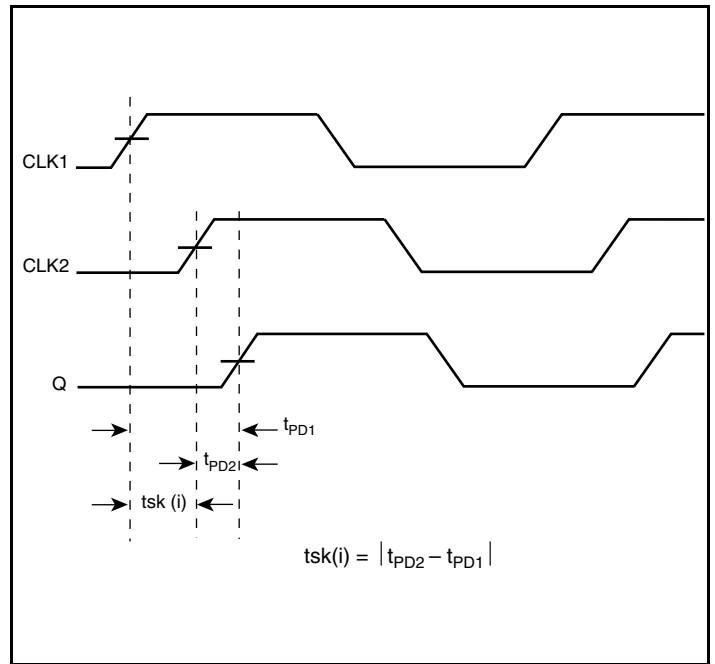 CLK1
CLK2
Q
tPD1
tPD2
tsk (i)
tsk(i) = |tPD2 – tPD1|